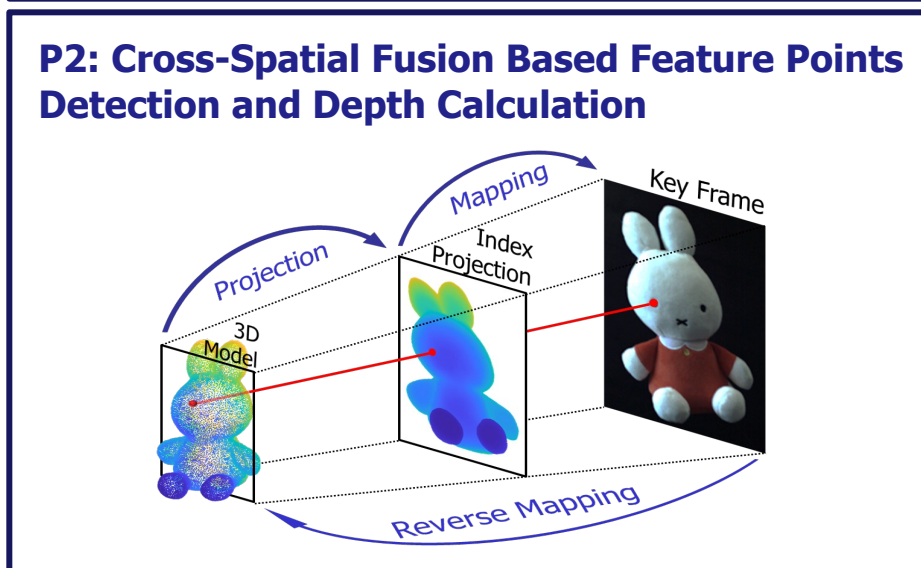 P2: Cross-Spatial Fusion Based Feature Points
Detection and Depth Calculation
Mapping
Key Frame
Projection
Index
Projection
3D
Model
Reverse Mapping